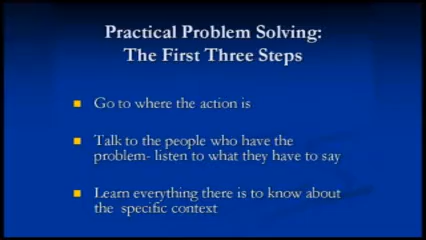 Practical Problem Solving:
The First Three Steps
Go to where the action is
Talk to the people who have the
problem- listen to what they have to say
Learn everything there is to know about
the specific context